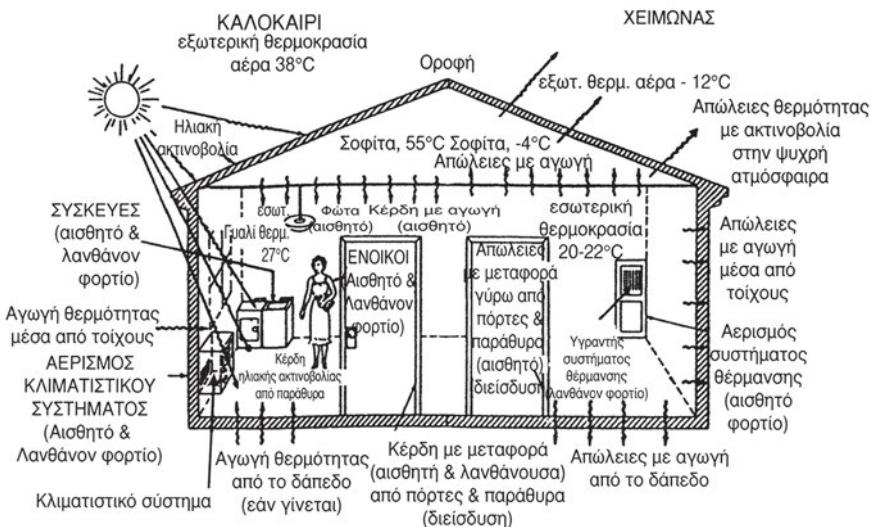 ΚΑΛΟΚΑΙΡΙ
εξωτερική θερμοκρασία
αέρα 38°C
ΧΕΙΜΩΝΑΣ
Οροφή
εξωτ. θερμ. αέρα - 12°C
Απώλειες θερμότητας
με ακτινοβολία
στην ψυχρή
ατμόσφαιρα
Ηλιακή
ακτινοβολία
Σοφίτα, 55°C Σοφίτα, -4°C
Απώλειες με αγωγή
ΣΥΣΚΕΥΕΣ
(αισθητό &
λανθάνον
φορτίο)
εσωτ.
Γυαλί θερμ.
27°C
Φώτα
(αισθητό)
Κέρδη με αγωγή
(αισθητό)
εσωτερική
θερμοκρασία
20-22°C
ΕΝΟΙΚΟΙ
(Αισθητό &
Λανθάνον
φορτίο)
Απώλειες
με μεταφορά
γύρω από
πόρτες &
παράθυρα
(αισθητό)
διείσδυση
Απώλειες
με αγωγή
μέσα από
τοίχους
Αγωγή θερμότητας
μέσα από τοίχους
ΑΕΡΙΣΜΟΣ
ΚΛΙΜΑΤΙΣΤΙΚΟΥ
ΣΥΣΤΗΜΑΤΟΣ
(Αισθητό &
Λανθάνον φορτίο)
Κέρδη
ηλιακής ακτινοβολίας
από παράθυρα
Υγραντής
συστήματος
θέρμανσης
(λανθάνον φορτίο)
Αερισμός
συστήματος
θέρμανσης
(αισθητό
φορτίο)
Κλιματιστικό σύστημα
Αγωγή θερμότητας
από το δάπεδο
(εάν γίνεται)
Κέρδη με μεταφορά
(αισθητή & λανθάνουσα)
από πόρτες & παράθυρα
(διείσδυση)
Απώλειες με αγωγή
από το δάπεδο